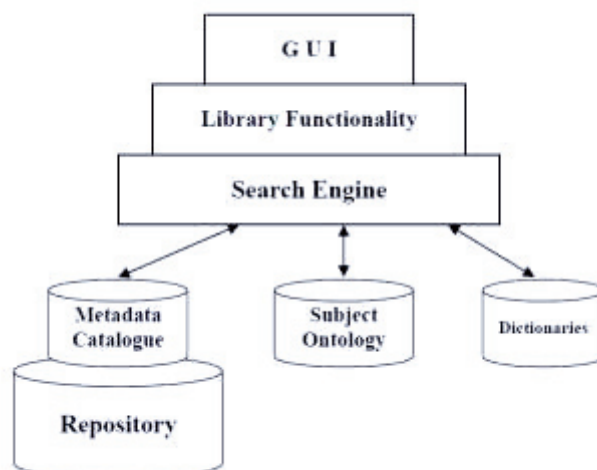 G U I
Library Functionality
Search Engine
Metadata
Catalogue
Subject
Ontology
Dictionaries
Repository